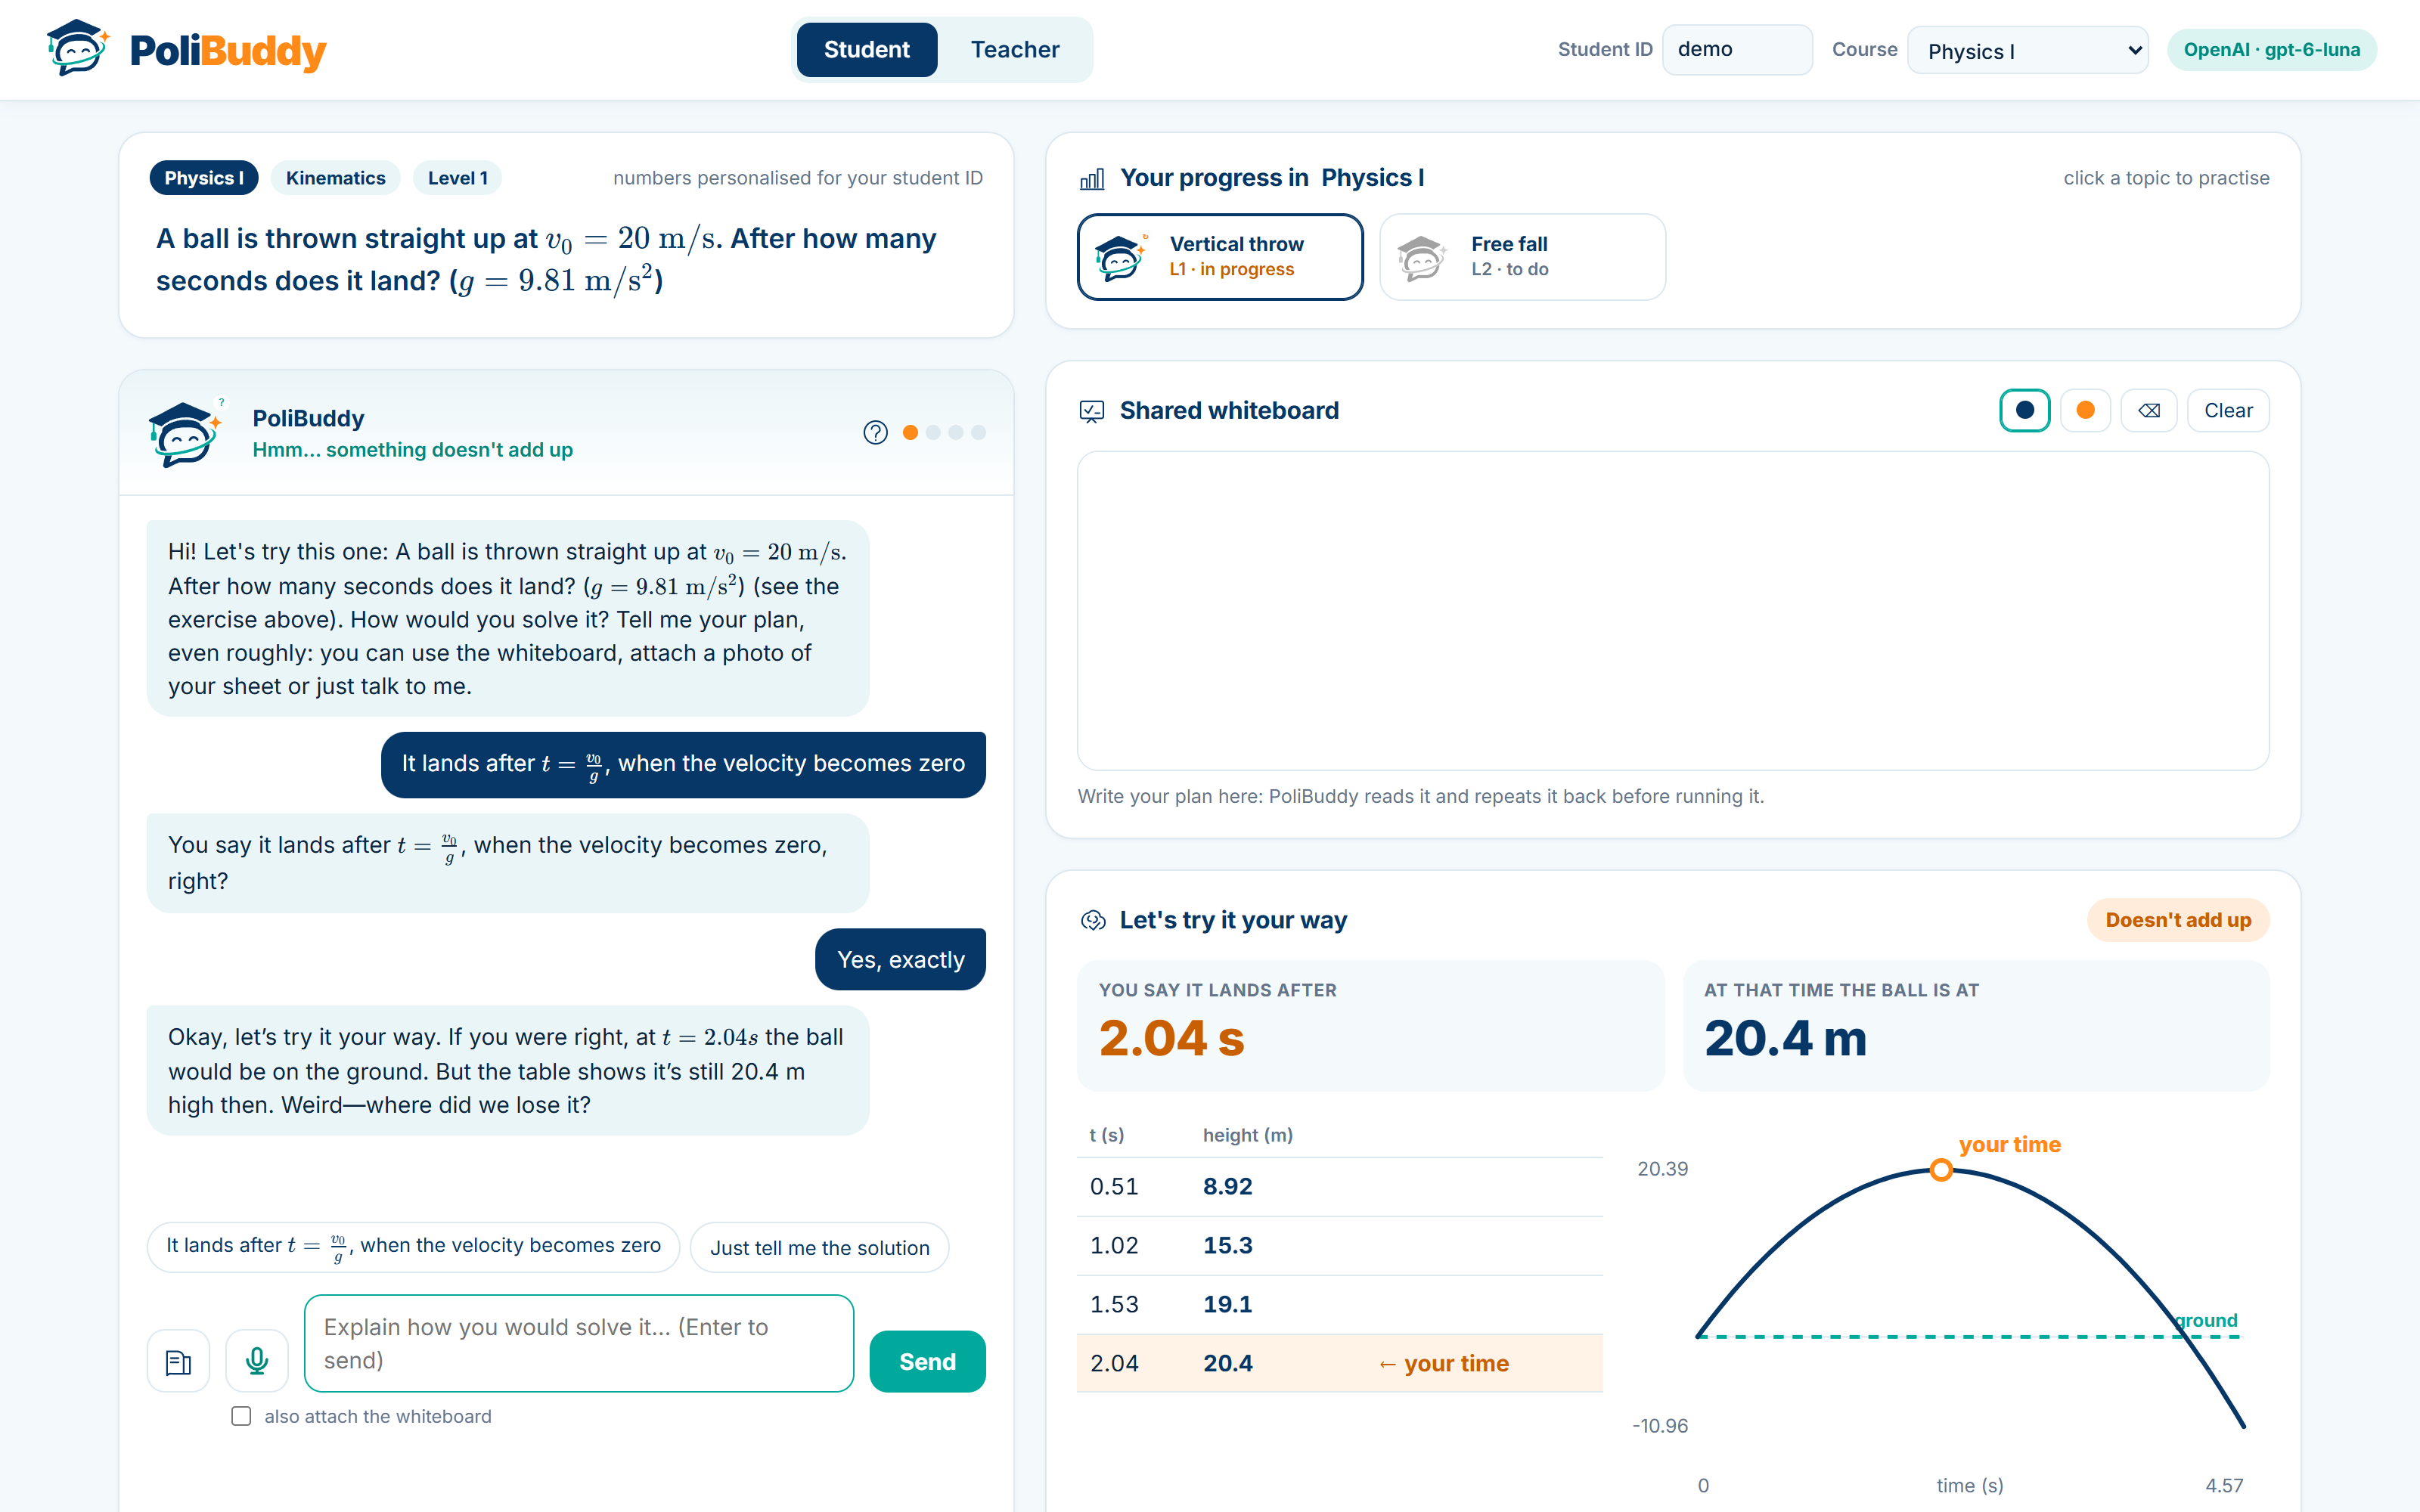 PoliBuddy
Student
Teacher
Student ID
demo
Course
Physics I
OpenAI · gpt-6-luna
Physics I
Kinematics
Level 1
numbers personalised for your student ID
A ball is thrown straight up at v₀ = 20 m/s. After how many
seconds does it land? (g = 9.81 m/s²)
PoliBuddy
Hmm... something doesn't add up
Hi! Let's try this one: A ball is thrown straight up at v₀ = 20 m/s.
After how many seconds does it land? (g = 9.81 m/s²) (see the
exercise above). How would you solve it? Tell me your plan,
even roughly: you can use the whiteboard, attach a photo of
your sheet or just talk to me.
It lands after t = v₀/g, when the velocity becomes zero
You say it lands after t = v₀/g, when the velocity becomes zero,
right?
Yes, exactly
Okay, let’s try it your way. If you were right, at t = 2.04s the ball
would be on the ground. But the table shows it’s still 20.4 m
high then. Weird—where did we lose it?
It lands after t = v₀/g, when the velocity becomes zero
Just tell me the solution
Explain how you would solve it... (Enter to
send)
Send
also attach the whiteboard
Your progress in Physics I
click a topic to practise
Vertical throw
L1 · in progress
Free fall
L2 · to do
Shared whiteboard
Clear
Write your plan here: PoliBuddy reads it and repeats it back before running it.
Let's try it your way
Doesn't add up
YOU SAY IT LANDS AFTER
2.04 s
AT THAT TIME THE BALL IS AT
20.4 m
t (s) height (m)
0.51 8.92
1.02 15.3
1.53 19.1
2.04 20.4 ← your time
your time
20.39
ground
-10.96
0
time (s)
4.57